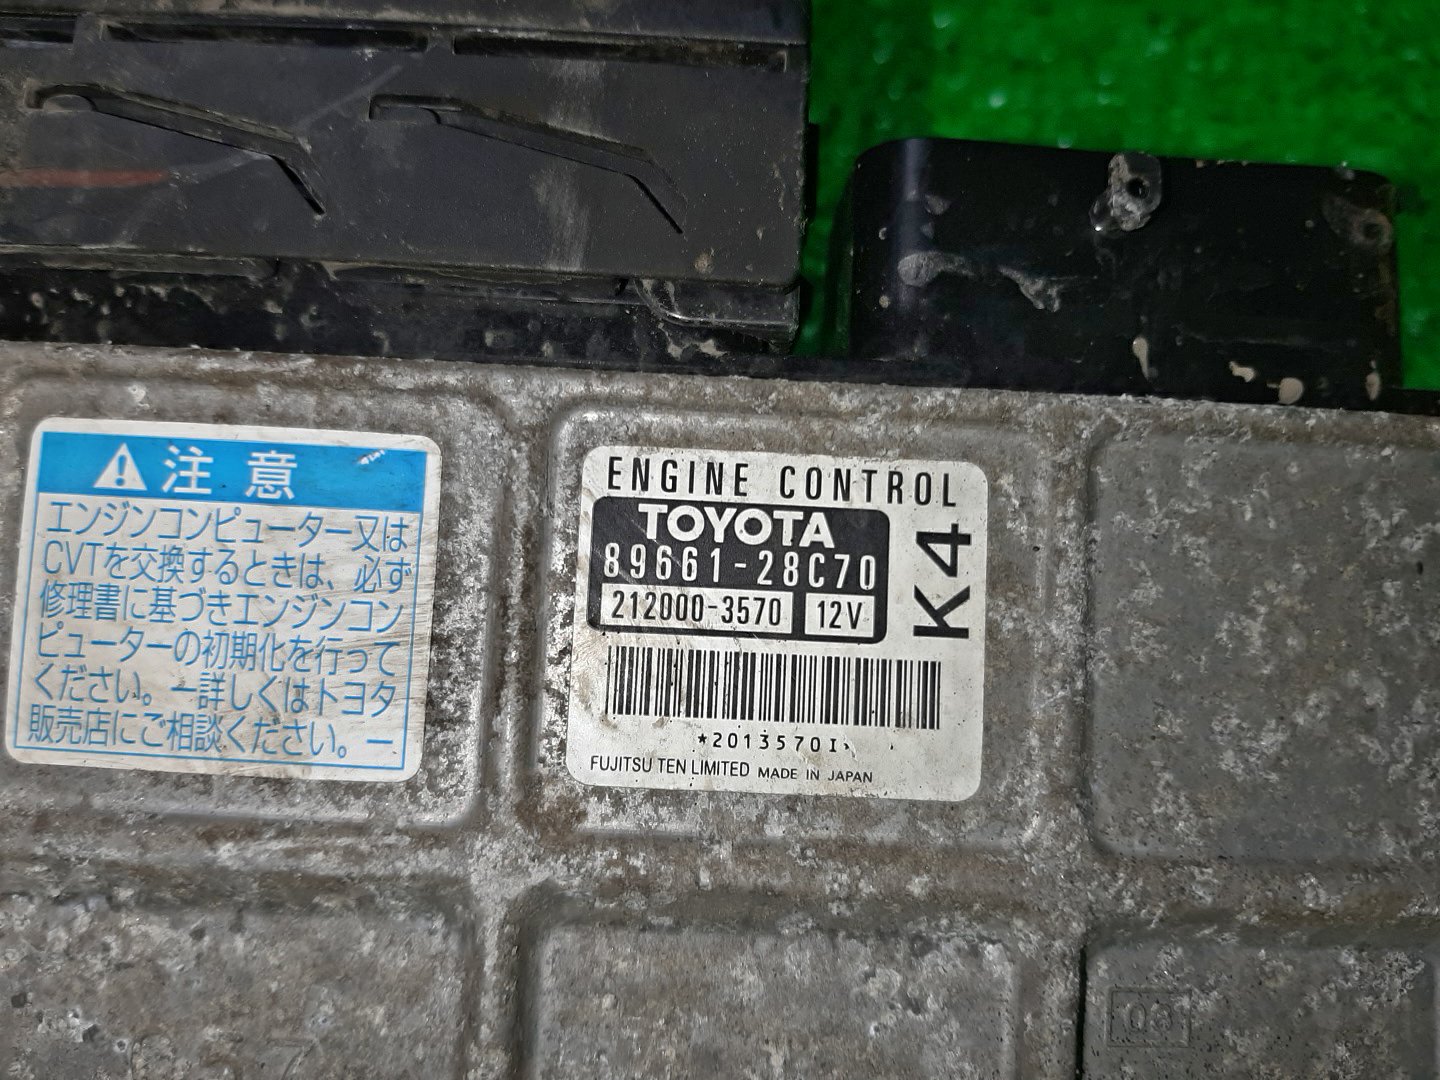 注意
エンジンコンピューター又は
CVTを交換するときは、必ず
修理書に基づきエンジンコン
ピューターの初期化を行って
ください。ー詳しくはトヨタ
販売店にご相談ください。ー
ENGINE CONTROL
TOYOTA
89661-28C70
212000-3570 12V
K4
*2013570I*
FUJITSU TEN LIMITED MADE IN JAPAN